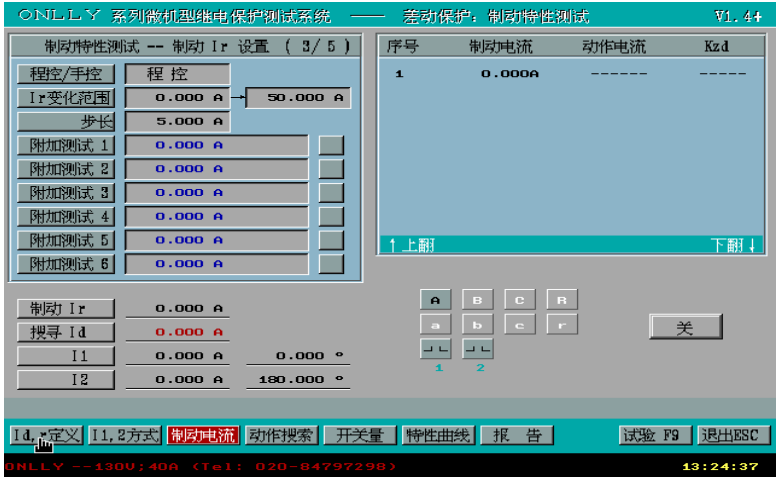 ONLLY 系列微机型继电保护测试系统 —— 差动保护: 制动特性测试 V1.4+
制动特性测试 -- 制动 Ir 设置 ( 3/5 )
程控/手控 程 控
Ir变化范围 0.000 A → 50.000 A
步长 5.000 A
附加测试 1 0.000 A
附加测试 2 0.000 A
附加测试 3 0.000 A
附加测试 4 0.000 A
附加测试 5 0.000 A
附加测试 6 0.000 A
序号 制动电流 动作电流 Kzd
1 0.000A ------ -----
↑上翻 下翻↓
制动 Ir 0.000 A
搜寻 Id 0.000 A
I1 0.000 A 0.000 °
I2 0.000 A 180.000 °
A B C R
a b c r
1 2
关
Id,r定义 I1,2方式 制动电流 动作搜索 开关量 特性曲线 报 告 试验 F9 退出ESC
ONLLY --130V;40A (Tel: 020-84797298) 13:24:37